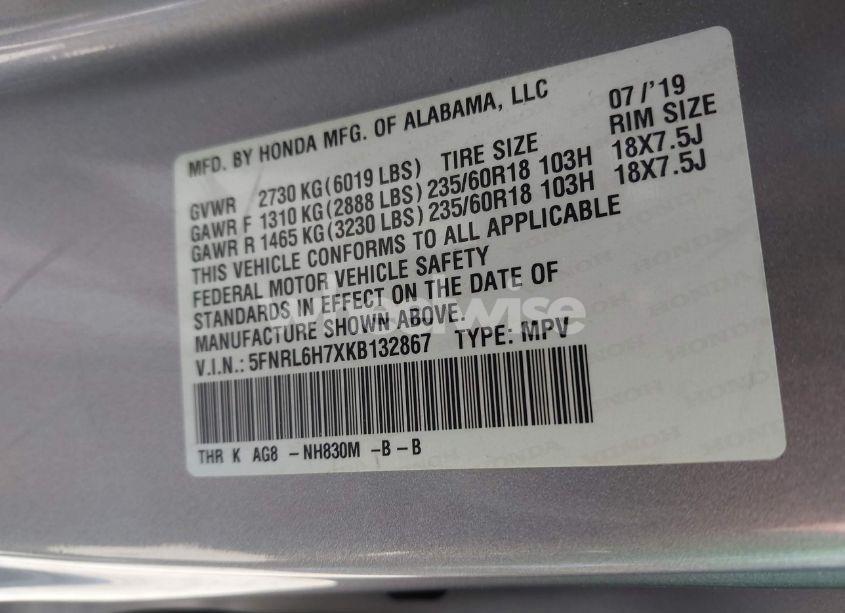 MFD. BY HONDA MFG. OF ALABAMA, LLC 07/'19
GVWR 2730 KG(6019 LBS) TIRE SIZE RIM SIZE
GAWR F 1310 KG(2888 LBS) 235/60R18 103H 18X7.5J
GAWR R 1465 KG(3230 LBS) 235/60R18 103H 18X7.5J
THIS VEHICLE CONFORMS TO ALL APPLICABLE
FEDERAL MOTOR VEHICLE SAFETY
STANDARDS IN EFFECT ON THE DATE OF
MANUFACTURE SHOWN ABOVE.
V.I.N.: 5FNRL6H7XKB132867 TYPE: MPV
THR K AG8 -NH830M -B-B
wheelwise
HONDA